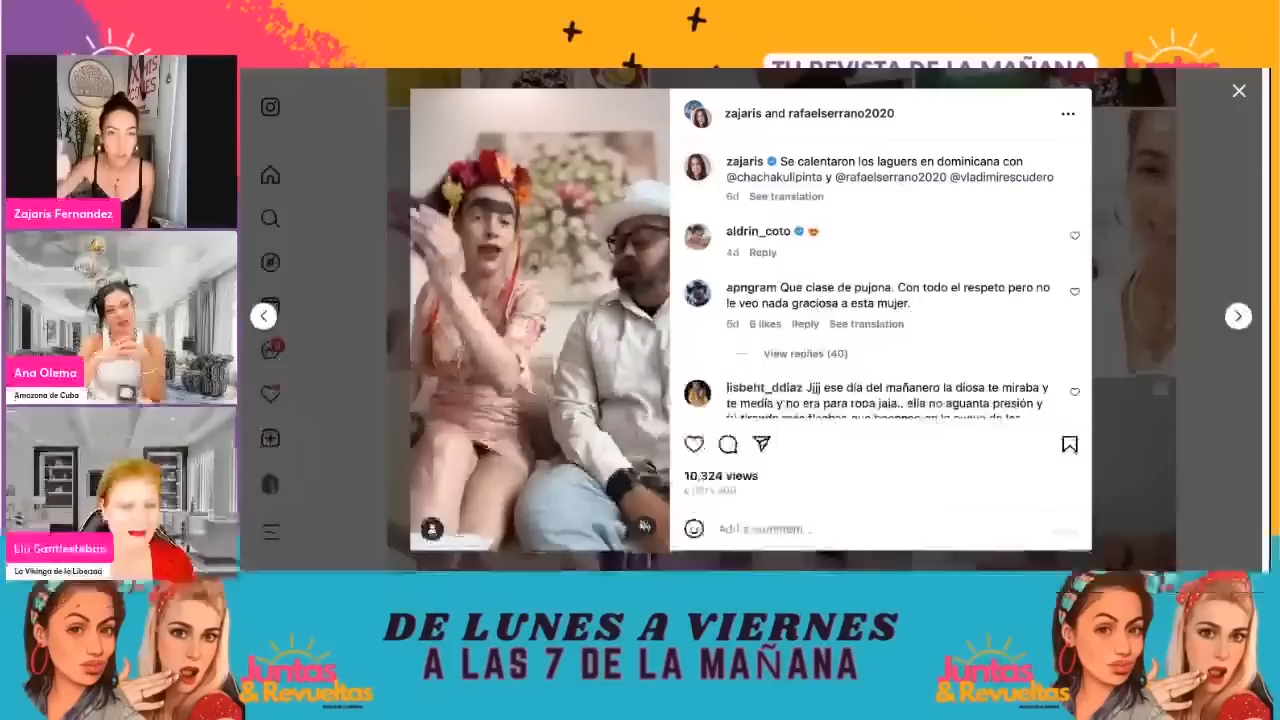 TU REVISTA DE LA MAÑANA
Zajaris Fernandez
Ana Olema
Amazona de Cuba
La Vikinga de la Libertad
zajaris and rafaelserrano2020
zajaris Se calentaron los laguers en dominicana con
@chachakulipinta y @rafaelserrano2020 @vladimirescudero
6d See translation
aldrin_coto
4d Reply
apngram Que clase de pujona. Con todo el respeto pero no
le veo nada graciosa a esta mujer.
6 likes Reply See translation
View replies (40)
lisbeht_ddiaz Jjj ese día del mañanero la diosa te miraba y
te medía y no era para ropa jaja.. ella no aguanta presión y
10,324 views
DE LUNES A VIERNES
A LAS 7 DE LA MAÑANA
Juntas
& Revueltas
Juntas
& Revueltas